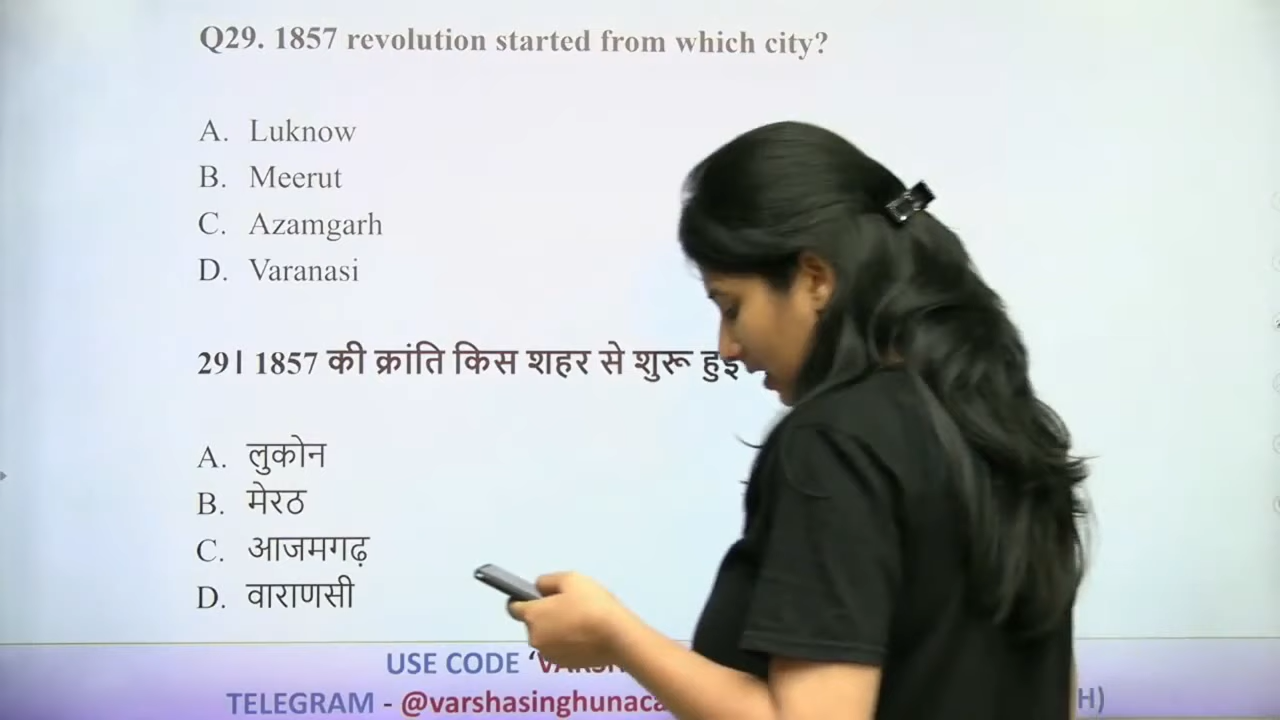 Q29. 1857 revolution started from which city?
A. Luknow
B. Meerut
C. Azamgarh
D. Varanasi
29। 1857 की क्रांति किस शहर से शुरू
A. लुकोन
B. मेरठ
C. आजमगढ़
D. वाराणसी
USE CODE
TELEGRAM - @varshasinghunaca H)